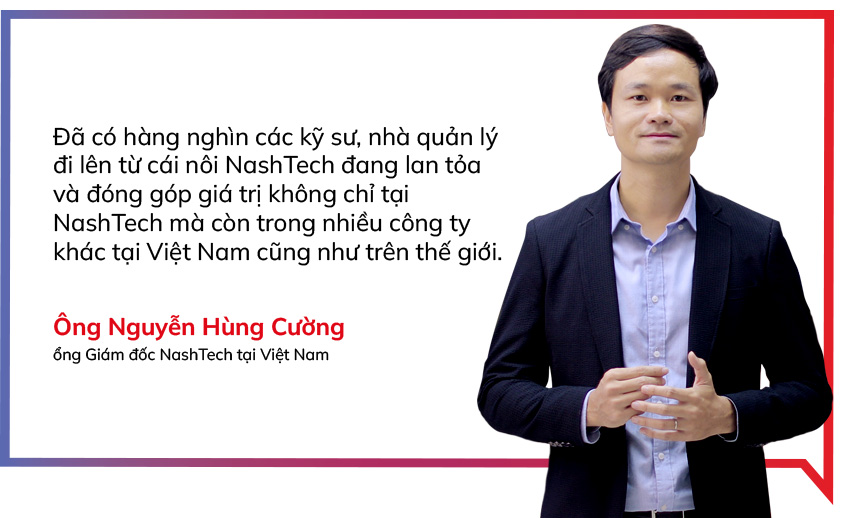 Đã có hàng nghìn các kỹ sư, nhà quản lý
đi lên từ cái nôi NashTech đang lan tỏa
và đóng góp giá trị không chỉ tại
NashTech mà còn trong nhiều công ty
khác tại Việt Nam cũng như trên thế giới.
Ông Nguyễn Hùng Cường
ổng Giám đốc NashTech tại Việt Nam